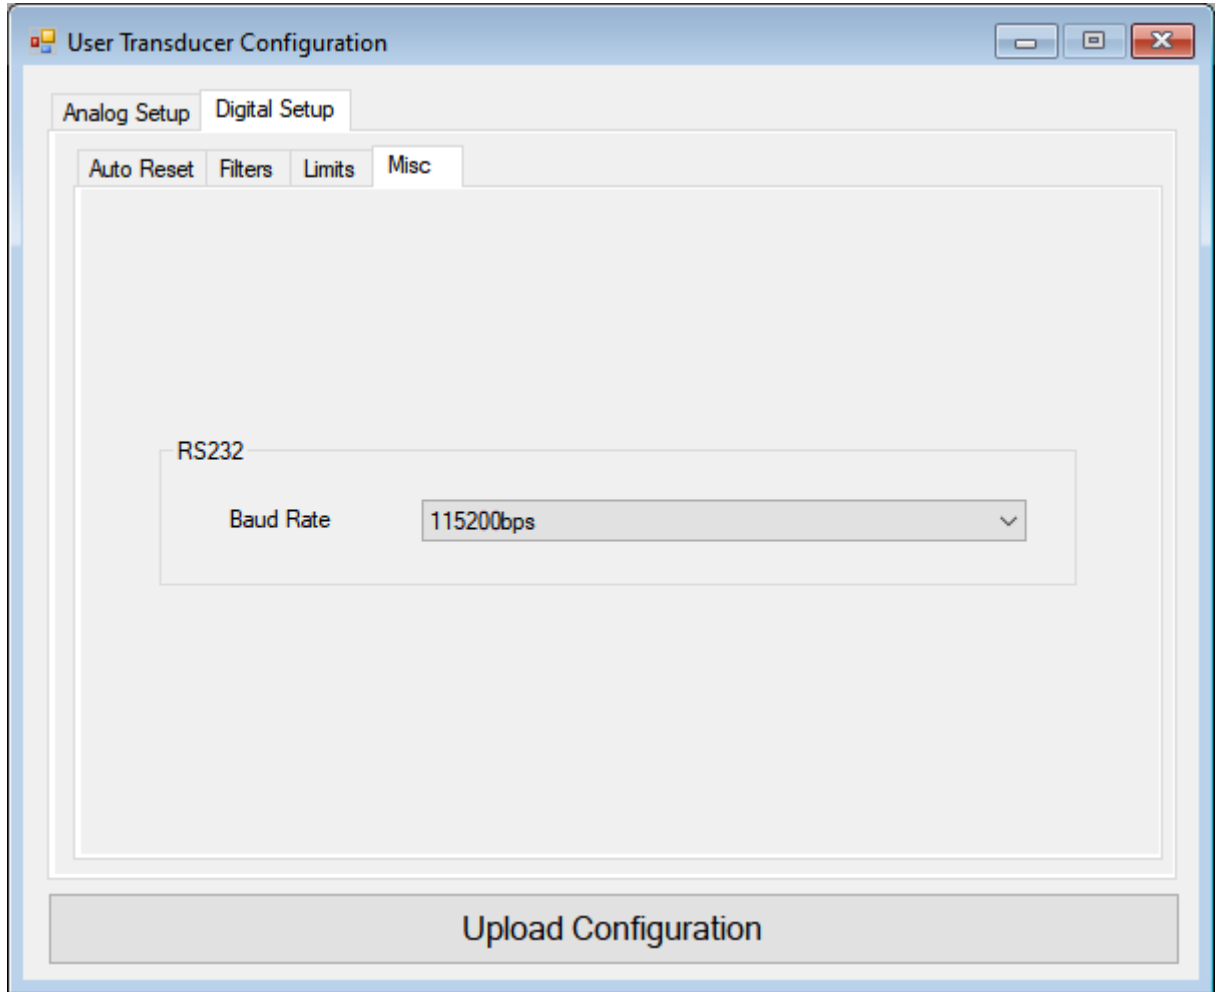 User Transducer Configuration
Analog Setup Digital Setup
Auto Reset Filters Limits Misc
RS232
Baud Rate 115200bps
Upload Configuration